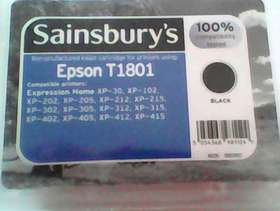 Sainsbury's
Remanufactured inkjet cartridge for printers using:
Epson T1801
Compatible printers:
Expression Home XP-30, XP-102,
XP-202, XP-205, XP-212, XP-215,
XP-302, XP-305, XP-312, XP-315,
XP-402, XP-405, XP-412, XP-415
100%
compatibility
tested
BLACK